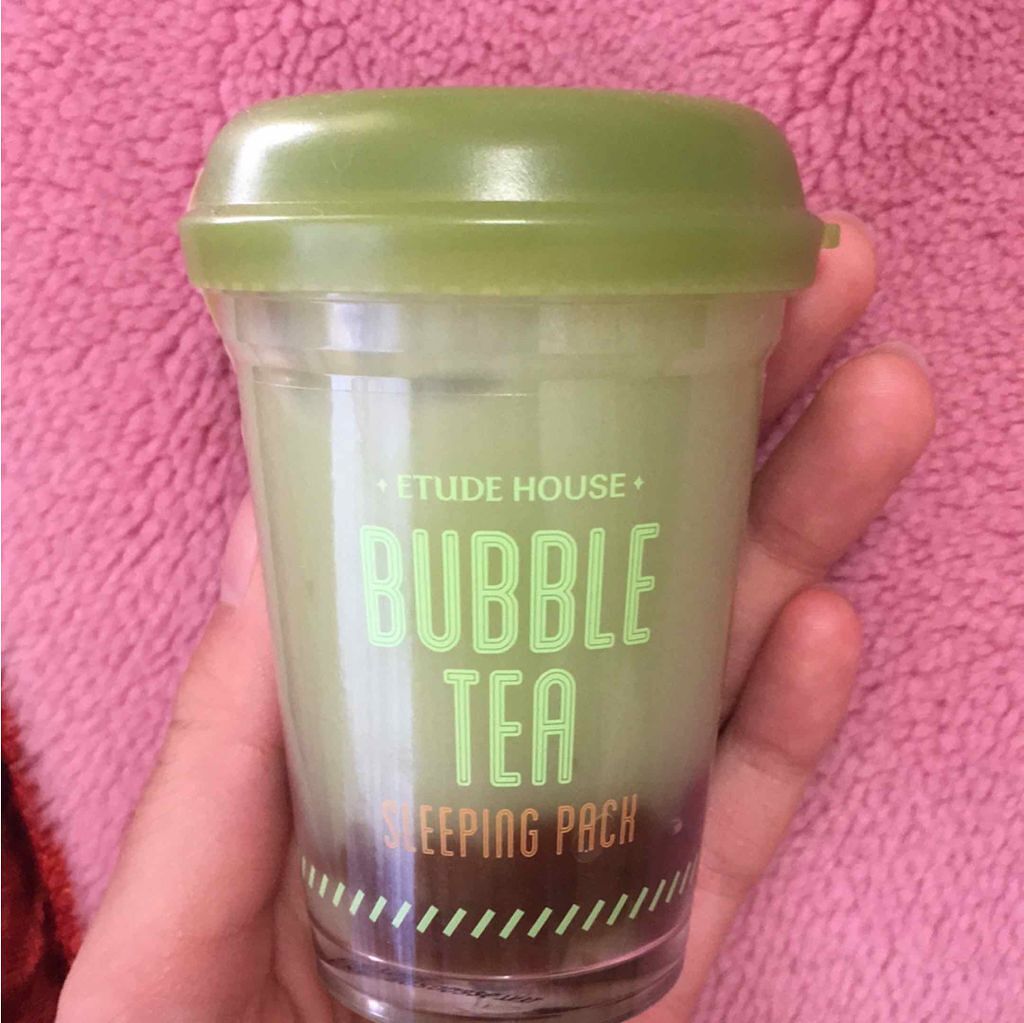 ETUDE HOUSE
BUBBLE
TEA
SLEEPING PACK